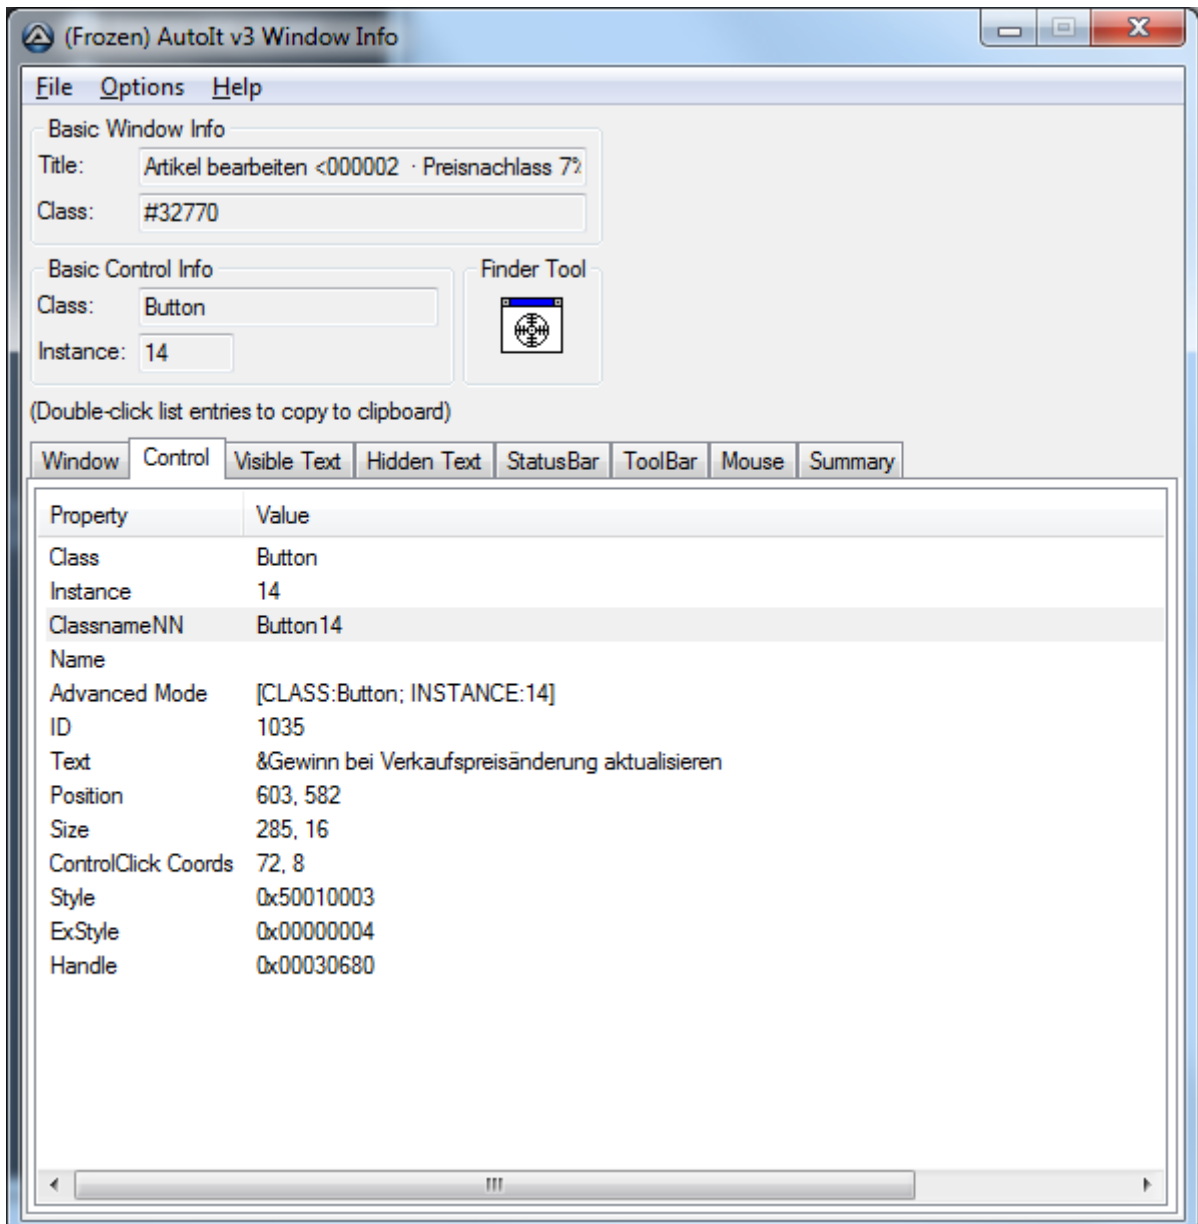 (Frozen) AutoIt v3 Window Info
File Options Help
Basic Window Info
Title: Artikel bearbeiten <000002 · Preisnachlass 7%
Class: #32770
Basic Control Info
Finder Tool
Class: Button
Instance: 14
(Double-click list entries to copy to clipboard)
Window Control Visible Text Hidden Text StatusBar ToolBar Mouse Summary
Property Value
Class Button
Instance 14
ClassnameNN Button14
Name
Advanced Mode [CLASS:Button; INSTANCE:14]
ID 1035
Text &Gewinn bei Verkaufspreisänderung aktualisieren
Position 603, 582
Size 285, 16
ControlClick Coords 72, 8
Style 0x50010003
ExStyle 0x00000004
Handle 0x00030680